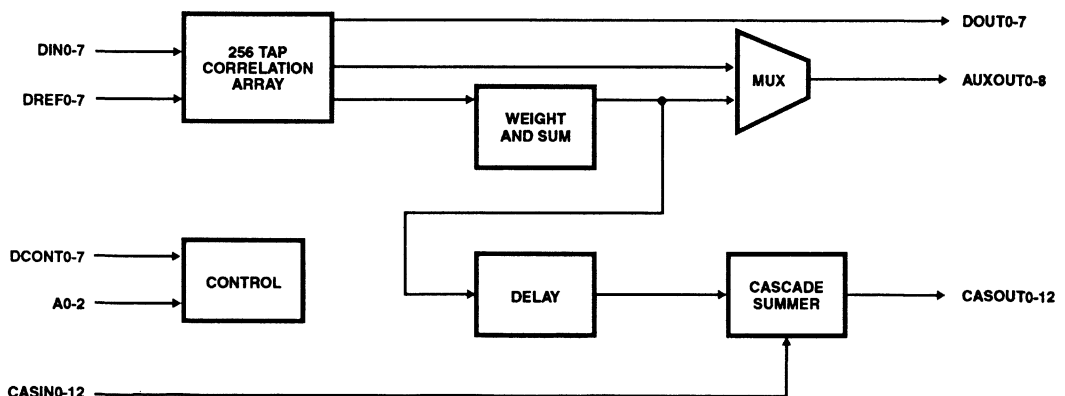 DOUT0-7
DIN0-7
256 TAP
CORRELATION
ARRAY
MUX
AUXOUT0-8
DREF0-7
WEIGHT
AND SUM
DCONT0-7
CONTROL
A0-2
DELAY
CASCADE
SUMMER
CASOUT0-12
CASIN0-12